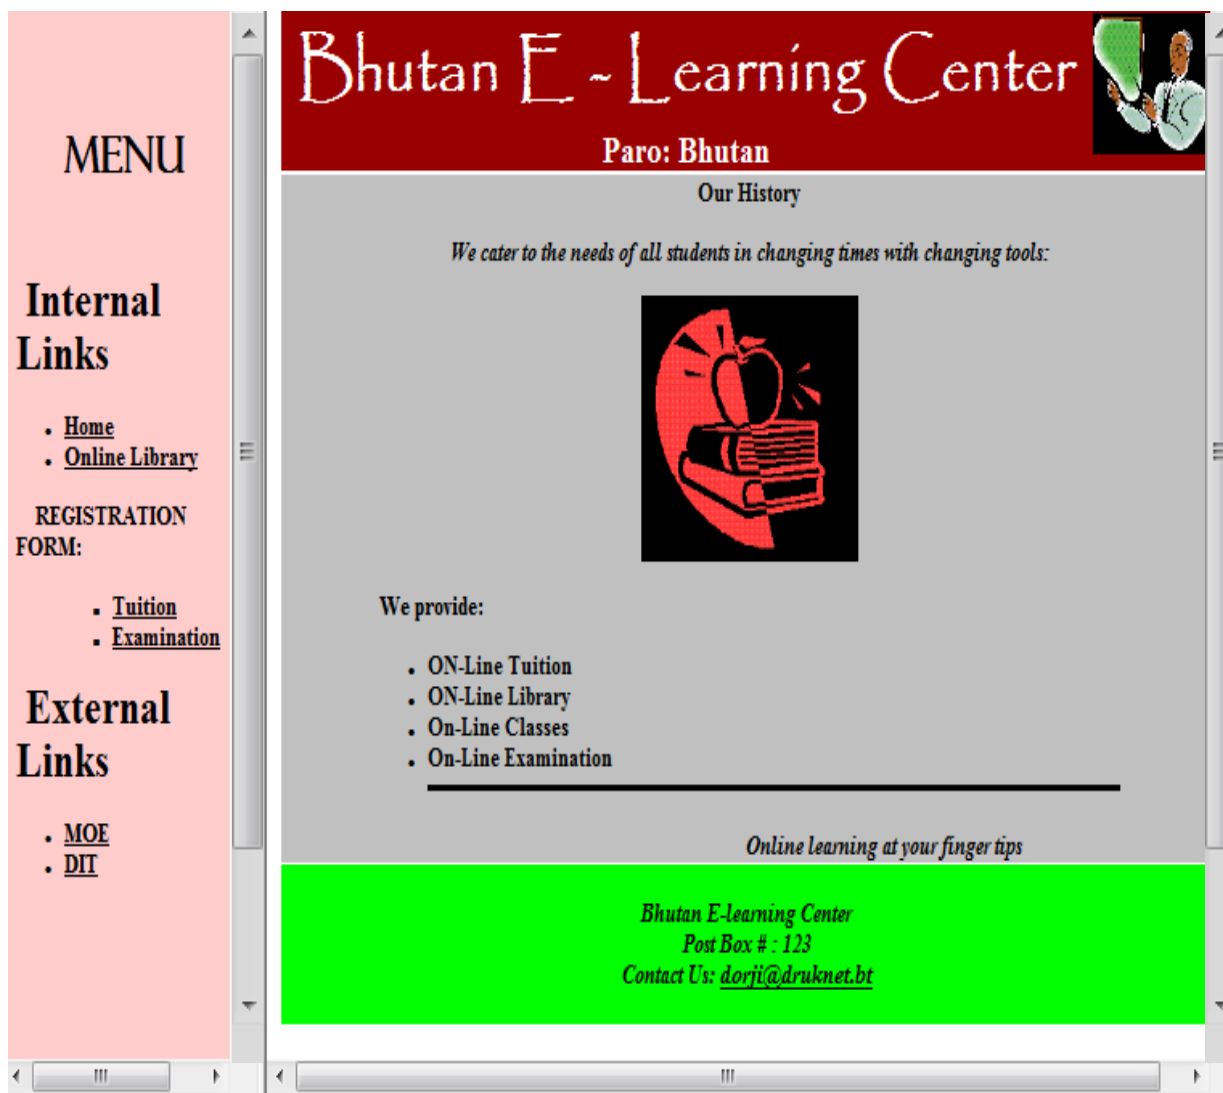 MENU
Internal
Links
Home
Online Library
REGISTRATION
FORM:
Tuition
Examination
External
Links
MOE
DIT
Bhutan E ~ Learning Center
Paro: Bhutan
Our History
We cater to the needs of all students in changing times with changing tools:
We provide:
ON-Line Tuition
ON-Line Library
On-Line Classes
On-Line Examination
Online learning at your finger tips
Bhutan E-learning Center
Post Box # : 123
Contact Us: dorji@druknet.bt